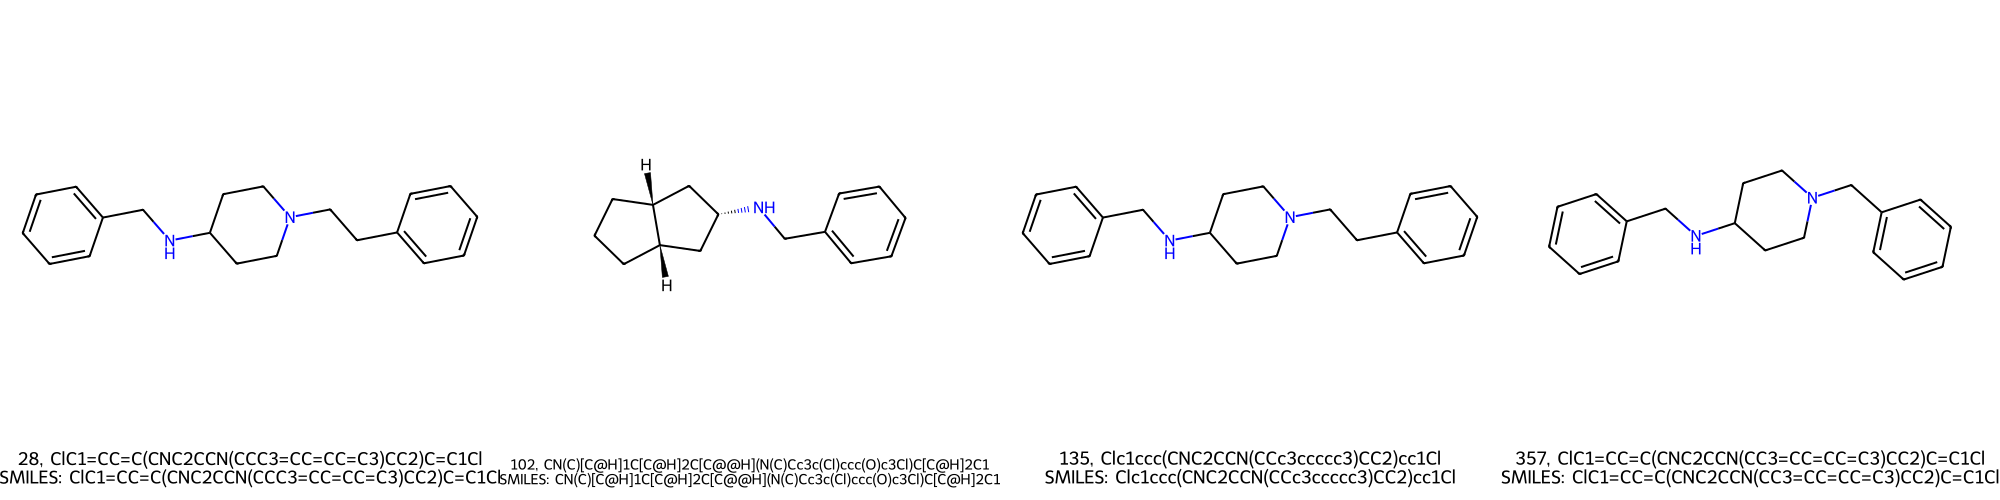 H
NH
N
N
H
H
N
N
H
N
N
H
28, ClC1=CC=C(CNC2CCN(CCC3=CC=CC=C3)CC2)C=C1Cl
SMILES: ClC1=CC=C(CNC2CCN(CCC3=CC=CC=C3)CC2)C=C1Cl
102, CN(C)[C@H]1C[C@H]2C[C@@H](N(C)Cc3c(Cl)ccc(O)c3Cl)C[C@H]2C1
SMILES: CN(C)[C@H]1C[C@H]2C[C@@H](N(C)Cc3c(Cl)ccc(O)c3Cl)C[C@H]2C1
135, Clc1ccc(CNC2CCN(CCc3ccccc3)CC2)cc1Cl
SMILES: Clc1ccc(CNC2CCN(CCc3ccccc3)CC2)cc1Cl
357, ClC1=CC=C(CNC2CCN(CC3=CC=CC=C3)CC2)C=C1Cl
SMILES: ClC1=CC=C(CNC2CCN(CC3=CC=CC=C3)CC2)C=C1Cl